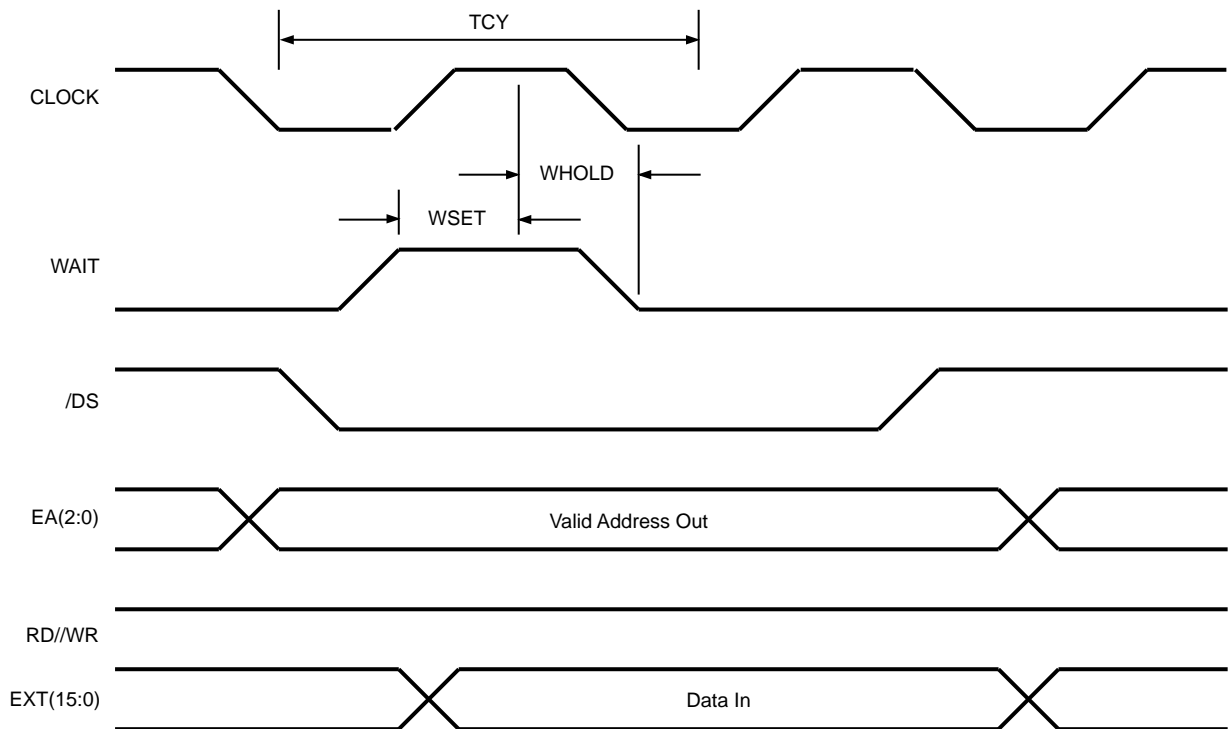 TCY
CLOCK
WHOLD
WSET
WAIT
/DS
EA(2:0)
Valid Address Out
RD//WR
EXT(15:0)
Data In